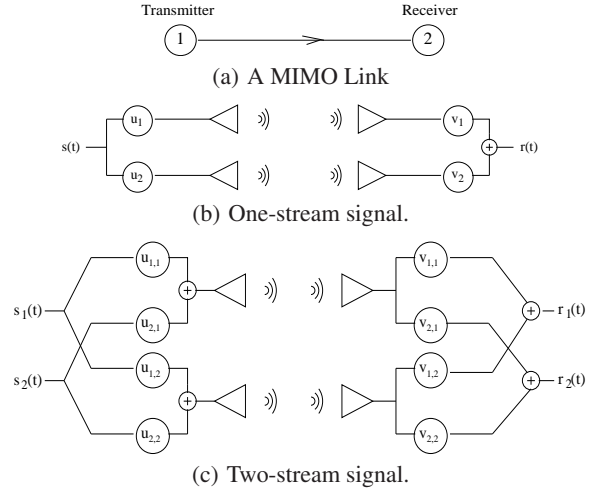 Transmitter Receiver
1 2
(a) A MIMO Link
u1 v1
s(t) + r(t)
u2 v2
(b) One-stream signal.
u1,1 v1,1
s1(t) + + r1(t)
u2,1 v2,1
u1,2 v1,2
s2(t) + + r2(t)
u2,2 v2,2
(c) Two-stream signal.